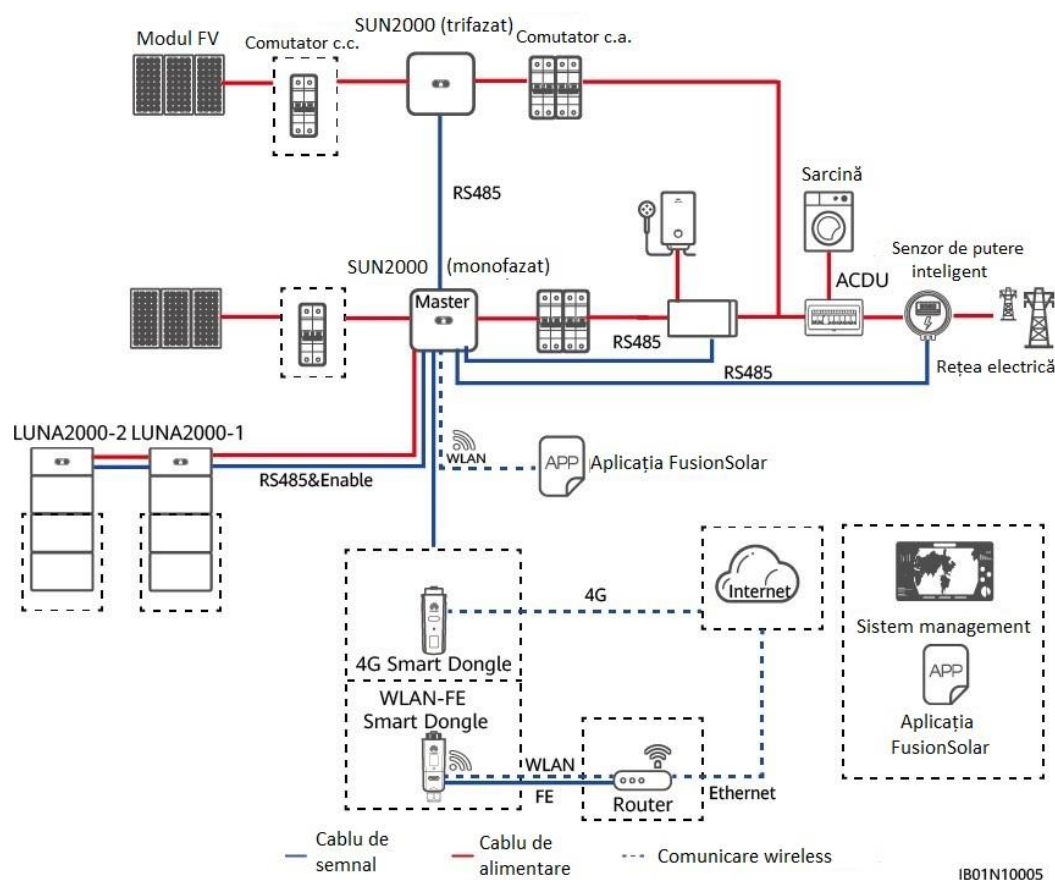 SUN2000 (trifazat)
Modul FV
Comutator c.c.
Comutator c.a.
RS485
Sarcină
SUN2000 (monofazat)
Master
Senzor de putere
inteligent
ACDU
RS485
RS485
Rețea electrică
LUNA2000-2 LUNA2000-1
RS485&Enable
WLAN
APP
Aplicația FusionSolar
4G
Internet
4G Smart Dongle
Sistem management
APP
Aplicația
FusionSolar
WLAN-FE
Smart Dongle
WLAN
FE
Router
Ethernet
Cablu de
semnal
Cablu de
alimentare
Comunicare wireless
IB01N10005